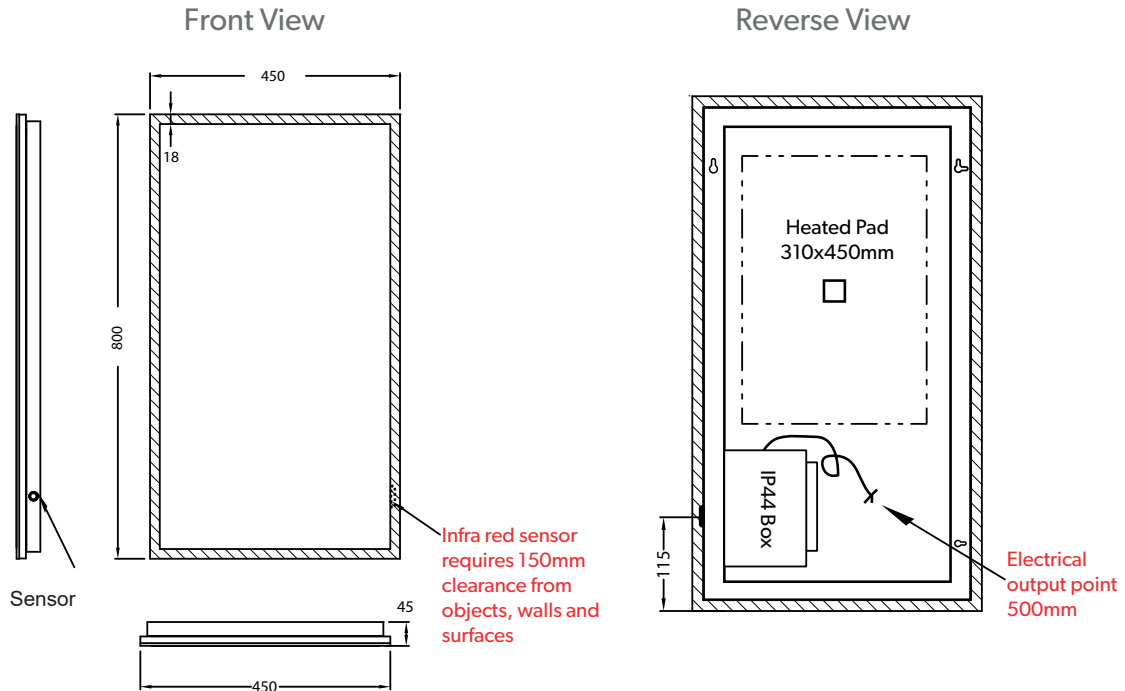 Front View
Reverse View
450
18
800
Sensor
Infra red sensor
requires 150mm
clearance from
objects, walls and
surfaces
45
450
Heated Pad
310x450mm
IP44 Box
115
Electrical
output point
500mm